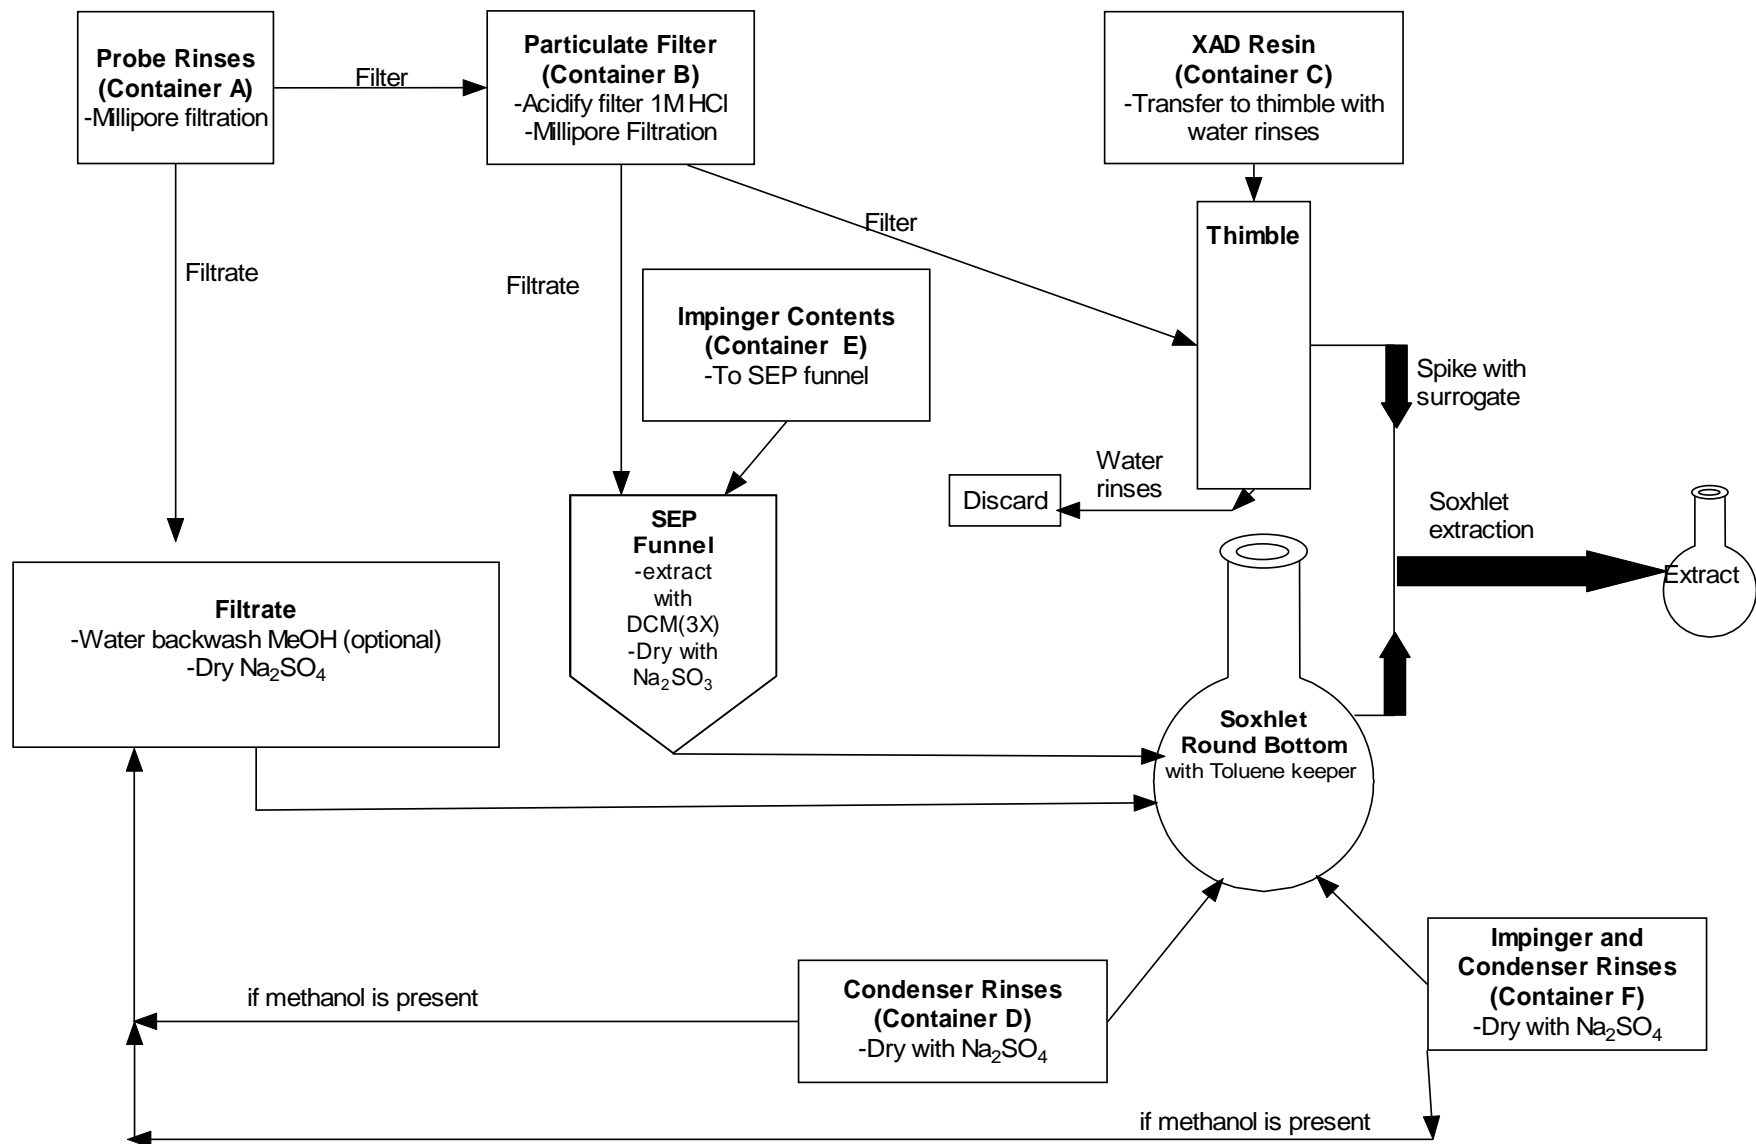 Probe Rinses
(Container A)
-Millipore filtration
Filter
Particulate Filter
(Container B)
-Acidify filter 1M HCl
-Millipore Filtration
XAD Resin
(Container C)
-Transfer to thimble with
water rinses
Filtrate
Filtrate
Filter
Thimble
Impinger Contents
(Container E)
-To SEP funnel
Spike with
surrogate
Water
rinses
Discard
Soxhlet
extraction
Extract
SEP
Funnel
-extract
with
DCM(3X)
-Dry with
Na₂SO₃
Filtrate
-Water backwash MeOH (optional)
-Dry Na₂SO₄
Soxhlet
Round Bottom
with Toluene keeper
if methanol is present
Condenser Rinses
(Container D)
-Dry with Na₂SO₄
Impinger and
Condenser Rinses
(Container F)
-Dry with Na₂SO₄
if methanol is present